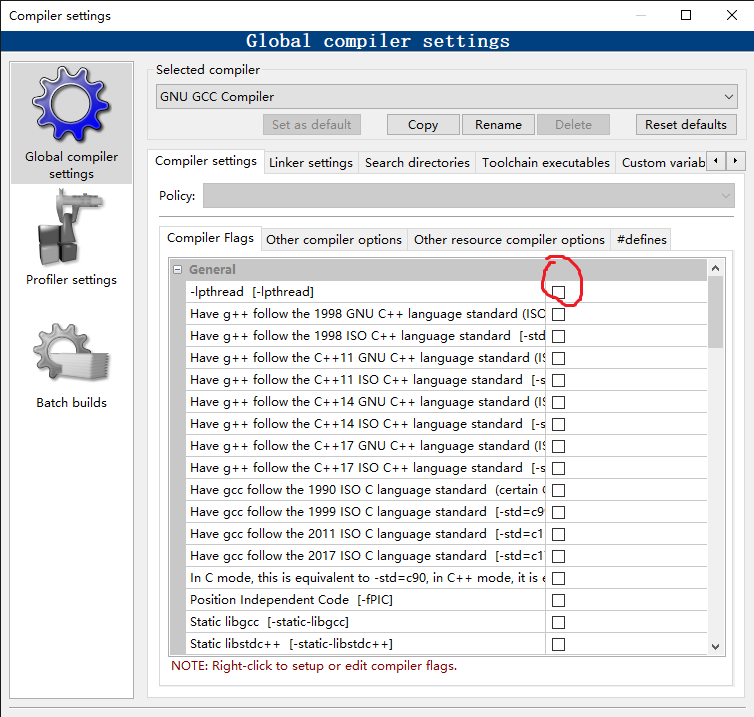 Compiler settings
Global compiler settings
Global compiler
settings
Profiler settings
Batch builds
Selected compiler
GNU GCC Compiler
Set as default
Copy
Rename
Delete
Reset defaults
Compiler settings
Linker settings
Search directories
Toolchain executables
Custom variab
Policy:
Compiler Flags
Other compiler options
Other resource compiler options
#defines
General
-lpthread [-lpthread]
Have g++ follow the 1998 GNU C++ language standard (ISO
Have g++ follow the 1998 ISO C++ language standard [-std
Have g++ follow the C++11 GNU C++ language standard (IS
Have g++ follow the C++11 ISO C++ language standard [-s
Have g++ follow the C++14 GNU C++ language standard (IS
Have g++ follow the C++14 ISO C++ language standard [-s
Have g++ follow the C++17 GNU C++ language standard (IS
Have g++ follow the C++17 ISO C++ language standard [-s
Have gcc follow the 1990 ISO C language standard (certain G
Have gcc follow the 1999 ISO C language standard [-std=c99
Have gcc follow the 2011 ISO C language standard [-std=c1
Have gcc follow the 2017 ISO C language standard [-std=c1
In C mode, this is equivalent to -std=c90, in C++ mode, it is e
Position Independent Code [-fPIC]
Static libgcc [-static-libgcc]
Static libstdc++ [-static-libstdc++]
NOTE: Right-click to setup or edit compiler flags.